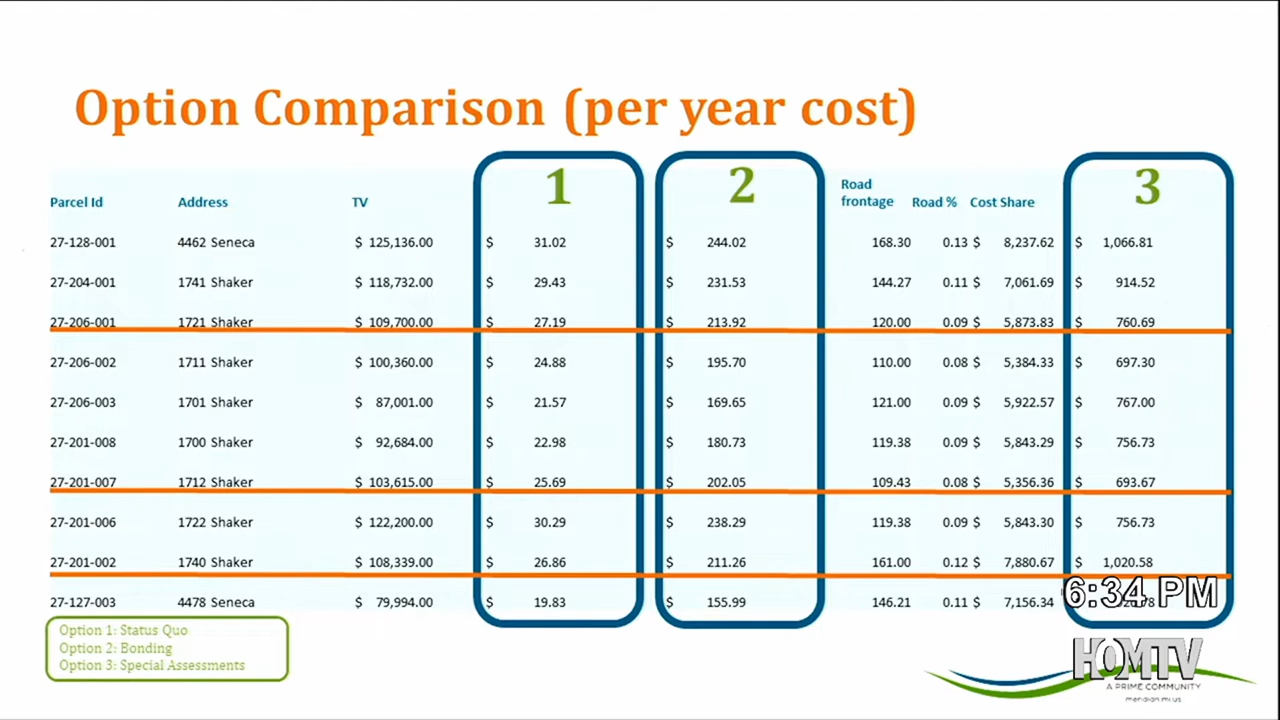 Option Comparison (per year cost)
1 2 3
Parcel Id Address TV Road frontage Road % Cost Share
27-128-001 4462 Seneca $ 125,136.00 $ 31.02 $ 244.02 168.30 0.13 $ 8,237.62 $ 1,066.81
27-204-001 1741 Shaker $ 118,732.00 $ 29.43 $ 231.53 144.27 0.11 $ 7,061.69 $ 914.52
27-206-001 1721 Shaker $ 109,700.00 $ 27.19 $ 213.92 120.00 0.09 $ 5,873.83 $ 760.69
27-206-002 1711 Shaker $ 100,360.00 $ 24.88 $ 195.70 110.00 0.08 $ 5,384.33 $ 697.30
27-206-003 1701 Shaker $ 87,001.00 $ 21.57 $ 169.65 121.00 0.09 $ 5,922.57 $ 767.00
27-201-008 1700 Shaker $ 92,684.00 $ 22.98 $ 180.73 119.38 0.09 $ 5,843.29 $ 756.73
27-201-007 1712 Shaker $ 103,615.00 $ 25.69 $ 202.05 109.43 0.08 $ 5,356.36 $ 693.67
27-201-006 1722 Shaker $ 122,200.00 $ 30.29 $ 238.29 119.38 0.09 $ 5,843.30 $ 756.73
27-201-002 1740 Shaker $ 108,339.00 $ 26.86 $ 211.26 161.00 0.12 $ 7,880.67 $ 1,020.58
27-127-003 4478 Seneca $ 79,994.00 $ 19.83 $ 155.99 146.21 0.11 $ 7,156.34
6:34 PM
Option 1: Status Quo
Option 2: Bonding
Option 3: Special Assessments
HOMTV
A PRIME COMMUNITY
meridian.mi.us